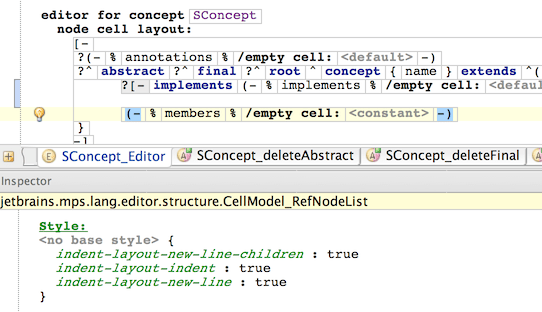 editor for concept SConcept
node cell layout:
[-
?(- % annotations % /empty cell: <default> -)
?^ abstract ?^ final ?^ root ^ concept { name } extends ^(
?[- implements (- % implements % /empty cell: <defau
(- % members % /empty cell: <constant> -)
}
-]
SConcept_Editor SConcept_deleteAbstract SConcept_deleteFinal
Inspector
jetbrains.mps.lang.editor.structure.CellModel_RefNodeList
Style:
<no base style> {
indent-layout-new-line-children : true
indent-layout-indent : true
indent-layout-new-line : true
}